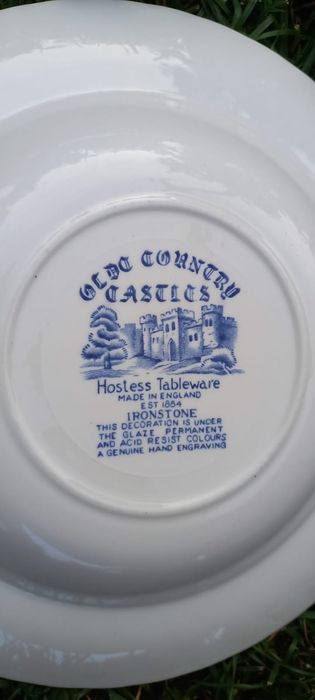 OLDE COUNTRY
CASTLES
Hostess Tableware
MADE IN ENGLAND
EST 1884
IRONSTONE
THIS DECORATION IS UNDER
THE GLAZE PERMANENT
AND ACID RESIST COLOURS
A GENUINE HAND ENGRAVING